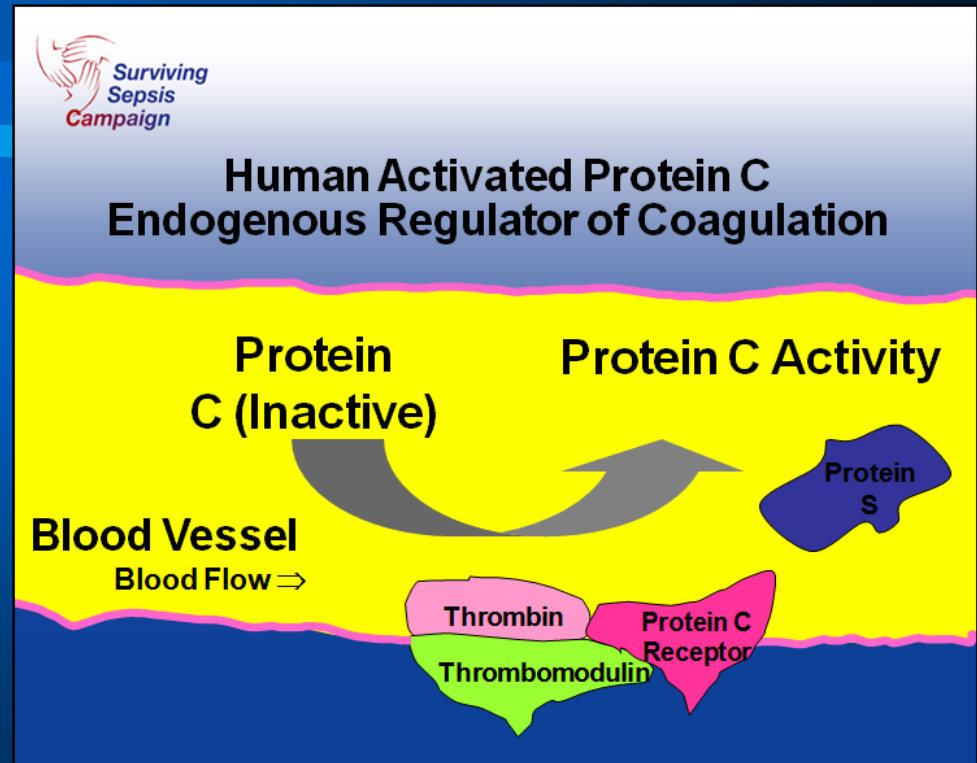 Surviving
Sepsis
Campaign
Human Activated Protein C
Endogenous Regulator of Coagulation
Protein
C (Inactive)
Protein C Activity
Protein
S
Blood Vessel
Blood Flow ⇒
Thrombin
Thrombomodulin
Protein C
Receptor